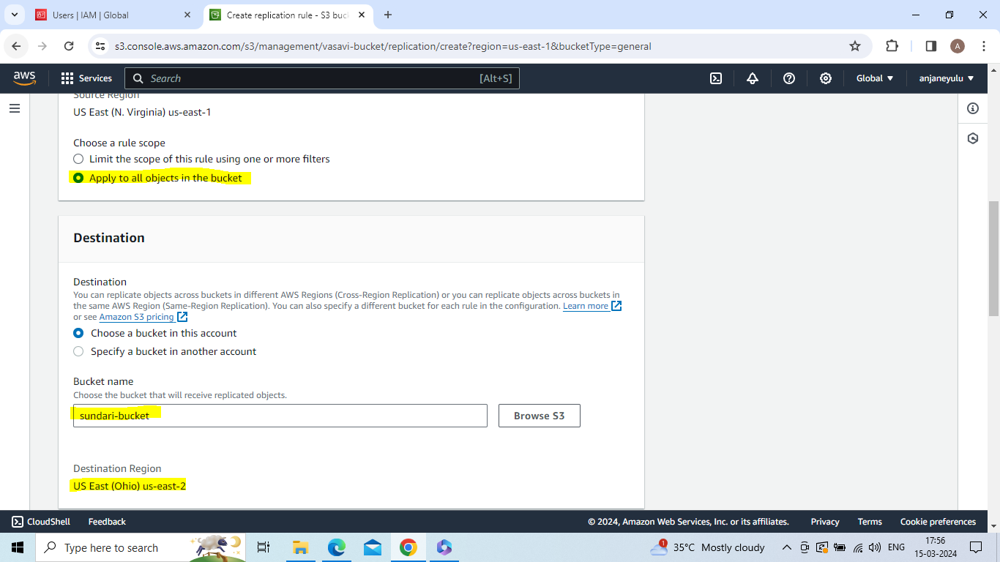 Users | IAM | Global
Create replication rule - S3 buck
s3.console.aws.amazon.com/s3/management/vasavi-bucket/replication/create?region=us-east-1&bucketType=general
A
aws
Services
Search
[Alt+S]
Global
anjaneyulu
Source Region
US East (N. Virginia) us-east-1
Choose a rule scope
Limit the scope of this rule using one or more filters
Apply to all objects in the bucket
Destination
Destination
You can replicate objects across buckets in different AWS Regions (Cross-Region Replication) or you can replicate objects across buckets in
the same AWS Region (Same-Region Replication). You can also specify a different bucket for each rule in the configuration. Learn more
or see Amazon S3 pricing
Choose a bucket in this account
Specify a bucket in another account
Bucket name
Choose the bucket that will receive replicated objects.
sundari-bucket
Browse S3
Destination Region
US East (Ohio) us-east-2
CloudShell
Feedback
© 2024, Amazon Web Services, Inc. or its affiliates.
Privacy
Terms
Cookie preferences
Type here to search
1
35°C Mostly cloudy
ENG
17:56
15-03-2024